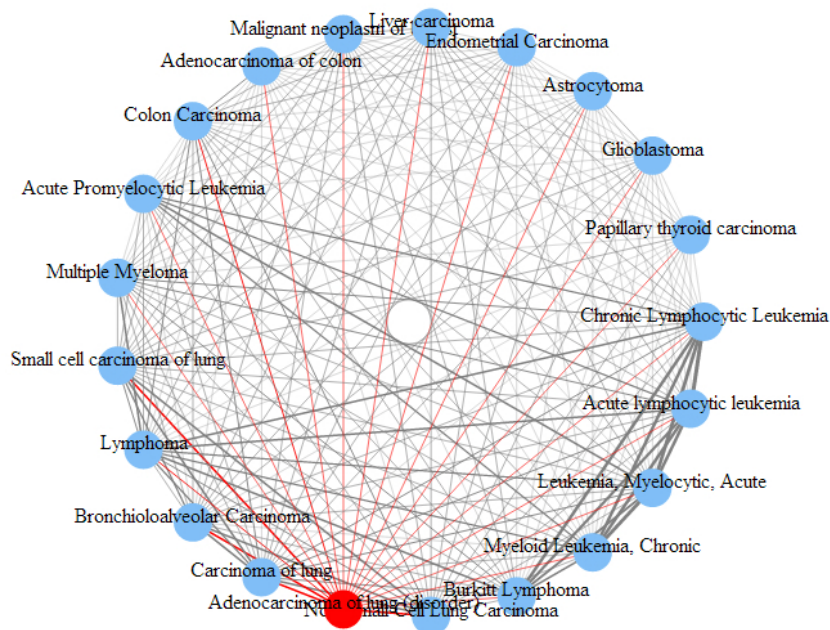 Liver carcinoma
Malignant neoplasm of
Endometrial Carcinoma
Adenocarcinoma of colon
Astrocytoma
Colon Carcinoma
Glioblastoma
Acute Promyelocytic Leukemia
Papillary thyroid carcinoma
Multiple Myeloma
Chronic Lymphocytic Leukemia
Small cell carcinoma of lung
Acute lymphocytic leukemia
Lymphoma
Leukemia, Myelocytic, Acute
Bronchioloalveolar Carcinoma
Myeloid Leukemia, Chronic
Carcinoma of lung
Burkitt Lymphoma
Adenocarcinoma of lung (disorder)
Cell Lung Carcinoma